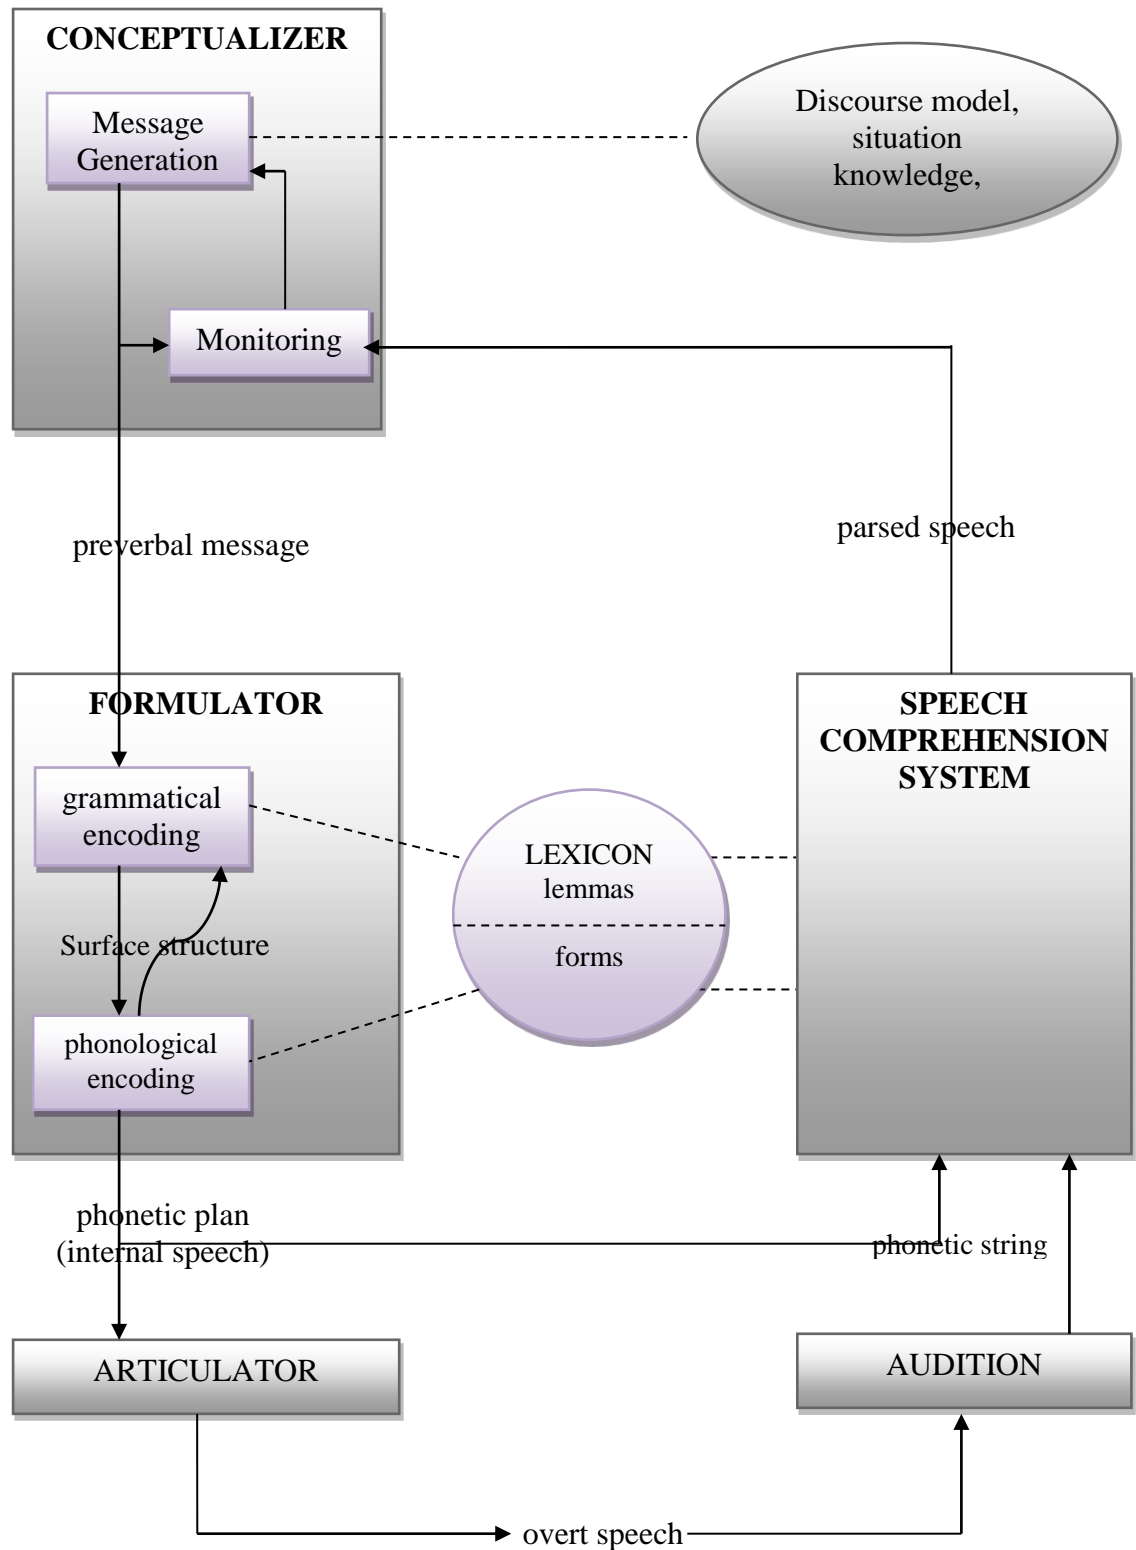 CONCEPTUALIZER
Message
Generation
Discourse model,
situation
knowledge,
Monitoring
preverbal message
parsed speech
FORMULATOR
grammatical
encoding
Surface structure
phonological
encoding
LEXICON
lemmas
forms
SPEECH
COMPREHENSION
SYSTEM
phonetic plan
(internal speech)
phonetic string
ARTICULATOR
AUDITION
overt speech